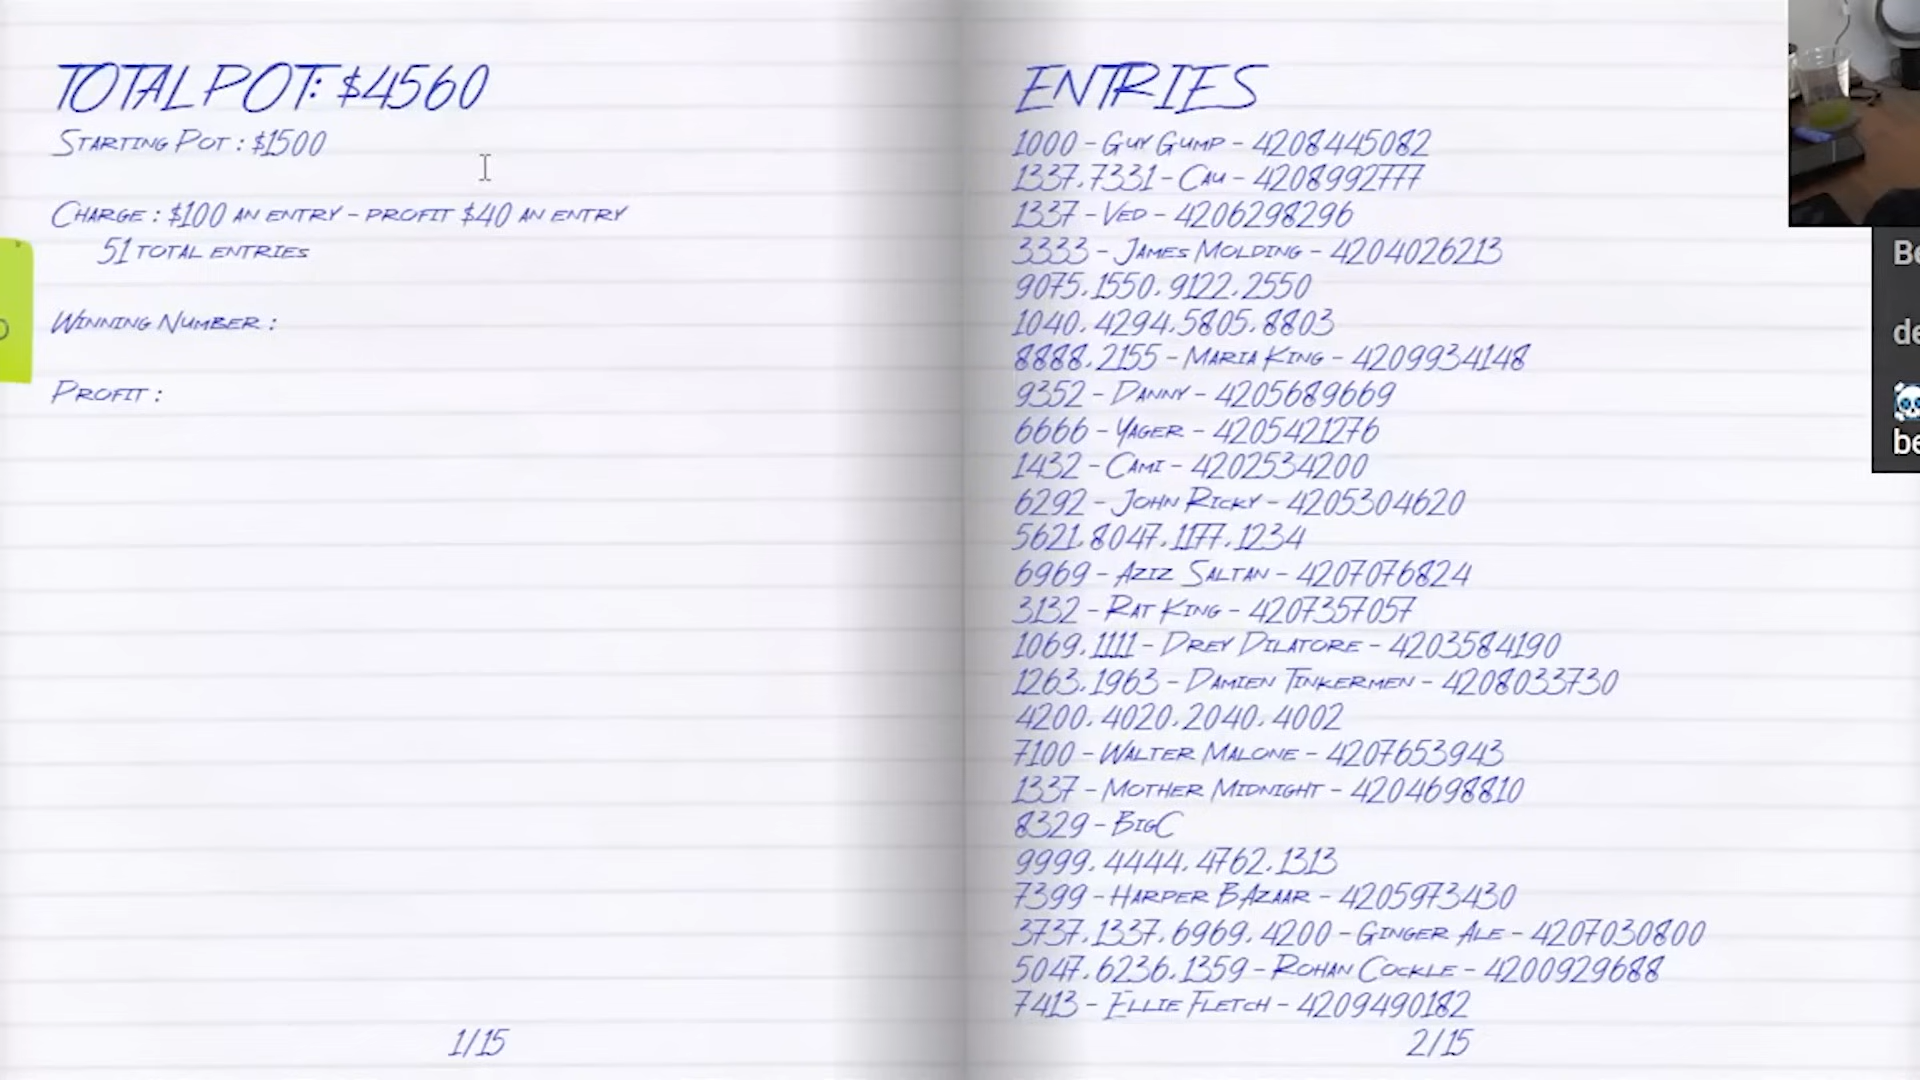 TOTAL POT: $4560
STARTING POT : $1500
CHARGE : $100 AN ENTRY - PROFIT $40 AN ENTRY
51 TOTAL ENTRIES
WINNING NUMBER :
PROFIT :
1/15
ENTRIES
1000 - GUY GUMP - 4208445082
1337, 7331 - CAU - 4208992777
1337 - VED - 4206298296
3333 - JAMES MOLDING - 4204026213
9075, 1550, 9122, 2550
1040, 4294, 5805, 8803
8888, 2155 - MARIA KING - 4209934148
9352 - DANNY - 4205689669
6666 - YAGER - 4205421276
1432 - CAMI - 4202534200
6292 - JOHN RICKY - 4205304620
5621, 8047, 1177, 1234
6969 - AZIZ SALTAN - 4207076824
3132 - RAT KING - 4207357057
1069, 1111 - DREY DILATORE - 4203584190
1263, 1963 - DAMIEN TINKERMEN - 4208033730
4200, 4020, 2040, 4002
7100 - WALTER MALONE - 4207653943
1337 - MOTHER MIDNIGHT - 4204698810
8329 - BIGC
9999, 4444, 4762, 1313
7399 - HARPER BAZAAR - 4205973430
3737, 1337, 6969, 4200 - GINGER ALE - 4207030800
5047, 6236, 1359 - ROHAN COCKLE - 4200929688
7413 - ELLIE FLETCH - 4209490182
2/15
Be
de
be